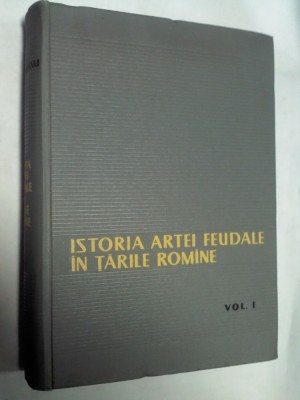 ISTORIA ARTEI FEUDALE
ÎN ȚĂRILE ROMÎNE
VOL. I